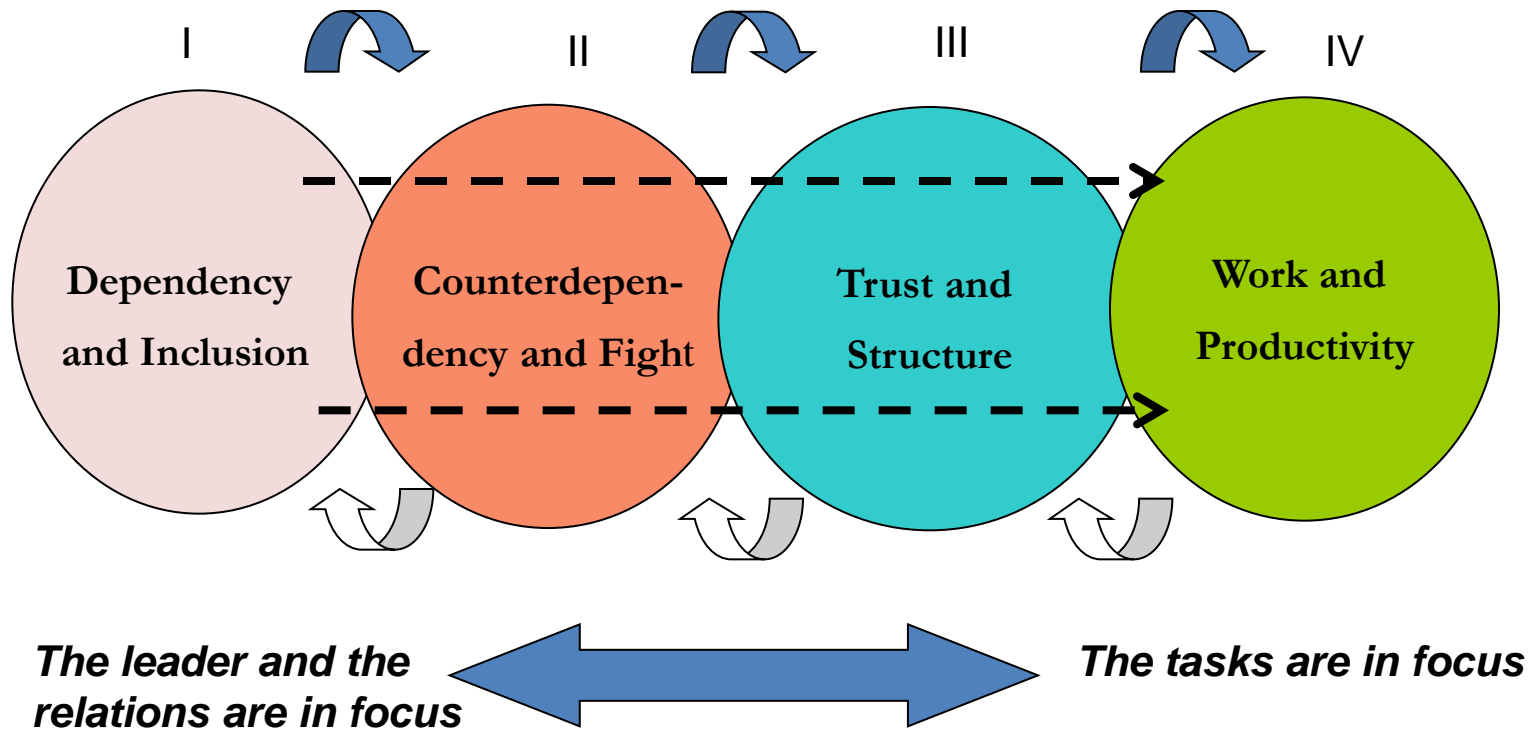 I
II
III
IV
Dependency
and Inclusion
Counterdepen-
dency and Fight
Trust and
Structure
Work and
Productivity
The leader and the
relations are in focus
The tasks are in focus